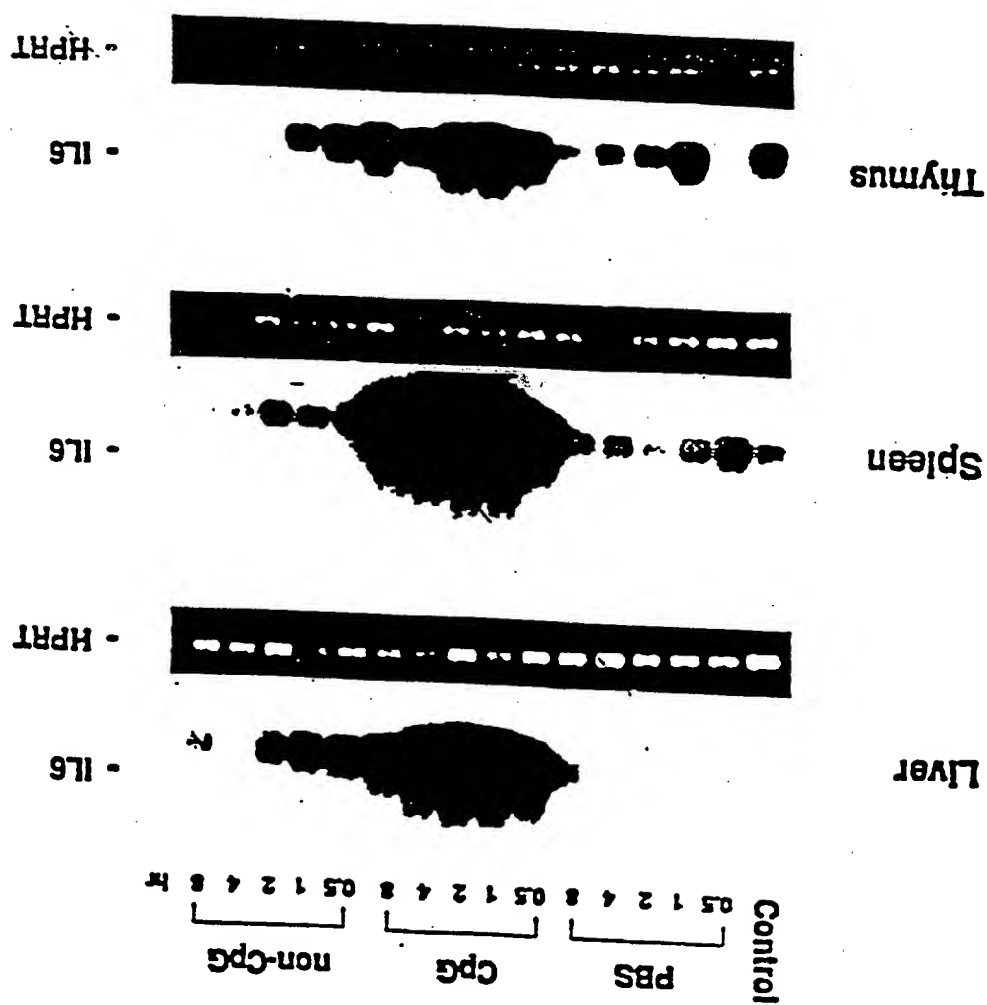 PBS CpG non-CpG
Control 0.5 1 2 4 8 0.5 1 2 4 8 0.5 1 2 4 8 hr
Liver - IL6
- HPRT
Spleen - IL6
- HPRT
Thymus - IL6
- HPRT